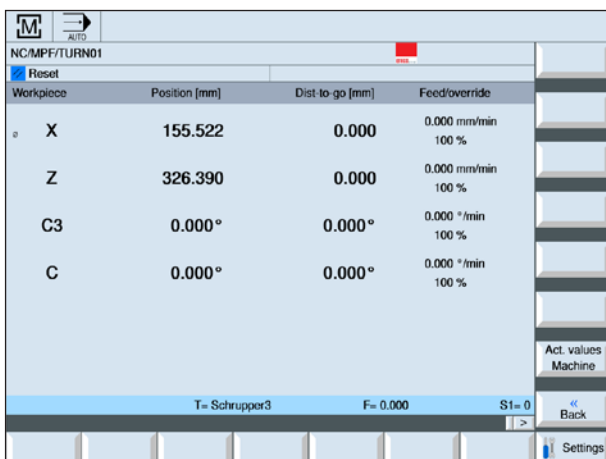 M AUTO
NC/MPF/TURN01
Reset
Workpiece Position [mm] Dist-to-go [mm] Feed/override
ø X 155.522 0.000 0.000 mm/min
100 %
Z 326.390 0.000 0.000 mm/min
100 %
C3 0.000° 0.000° 0.000 °/min
100 %
C 0.000° 0.000° 0.000 °/min
100 %
Act. values
Machine
T= Schrupper3 F= 0.000 S1= 0
«
Back
>
Settings